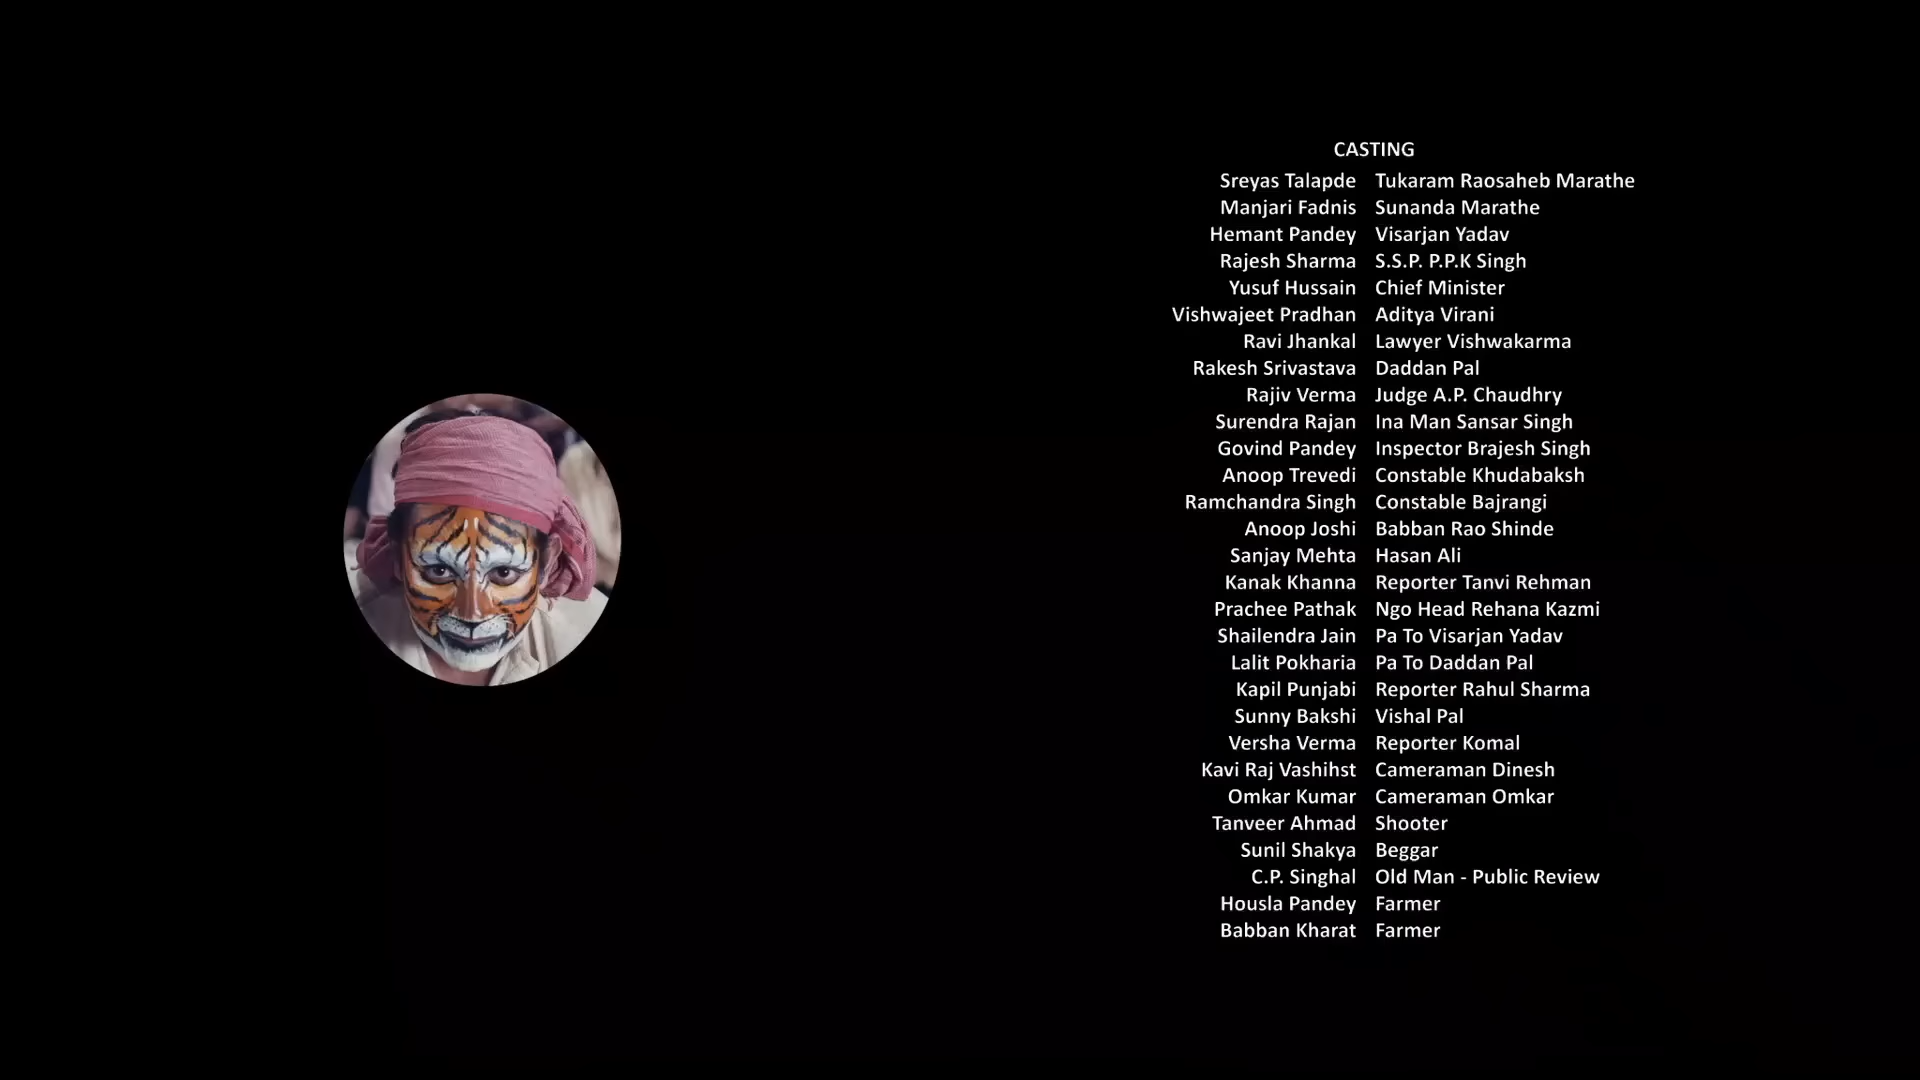 CASTING
Sreyas Talapde Tukaram Raosaheb Marathe
Manjari Fadnis Sunanda Marathe
Hemant Pandey Visarjan Yadav
Rajesh Sharma S.S.P. P.P.K Singh
Yusuf Hussain Chief Minister
Vishwajeet Pradhan Aditya Virani
Ravi Jhankal Lawyer Vishwakarma
Rakesh Srivastava Daddan Pal
Rajiv Verma Judge A.P. Chaudhry
Surendra Rajan Ina Man Sansar Singh
Govind Pandey Inspector Brajesh Singh
Anoop Trevedi Constable Khudabaksh
Ramchandra Singh Constable Bajrangi
Anoop Joshi Babban Rao Shinde
Sanjay Mehta Hasan Ali
Kanak Khanna Reporter Tanvi Rehman
Prachee Pathak Ngo Head Rehana Kazmi
Shailendra Jain Pa To Visarjan Yadav
Lalit Pokharia Pa To Daddan Pal
Kapil Punjabi Reporter Rahul Sharma
Sunny Bakshi Vishal Pal
Versha Verma Reporter Komal
Kavi Raj Vashihst Cameraman Dinesh
Omkar Kumar Cameraman Omkar
Tanveer Ahmad Shooter
Sunil Shakya Beggar
C.P. Singhal Old Man - Public Review
Housla Pandey Farmer
Babban Kharat Farmer